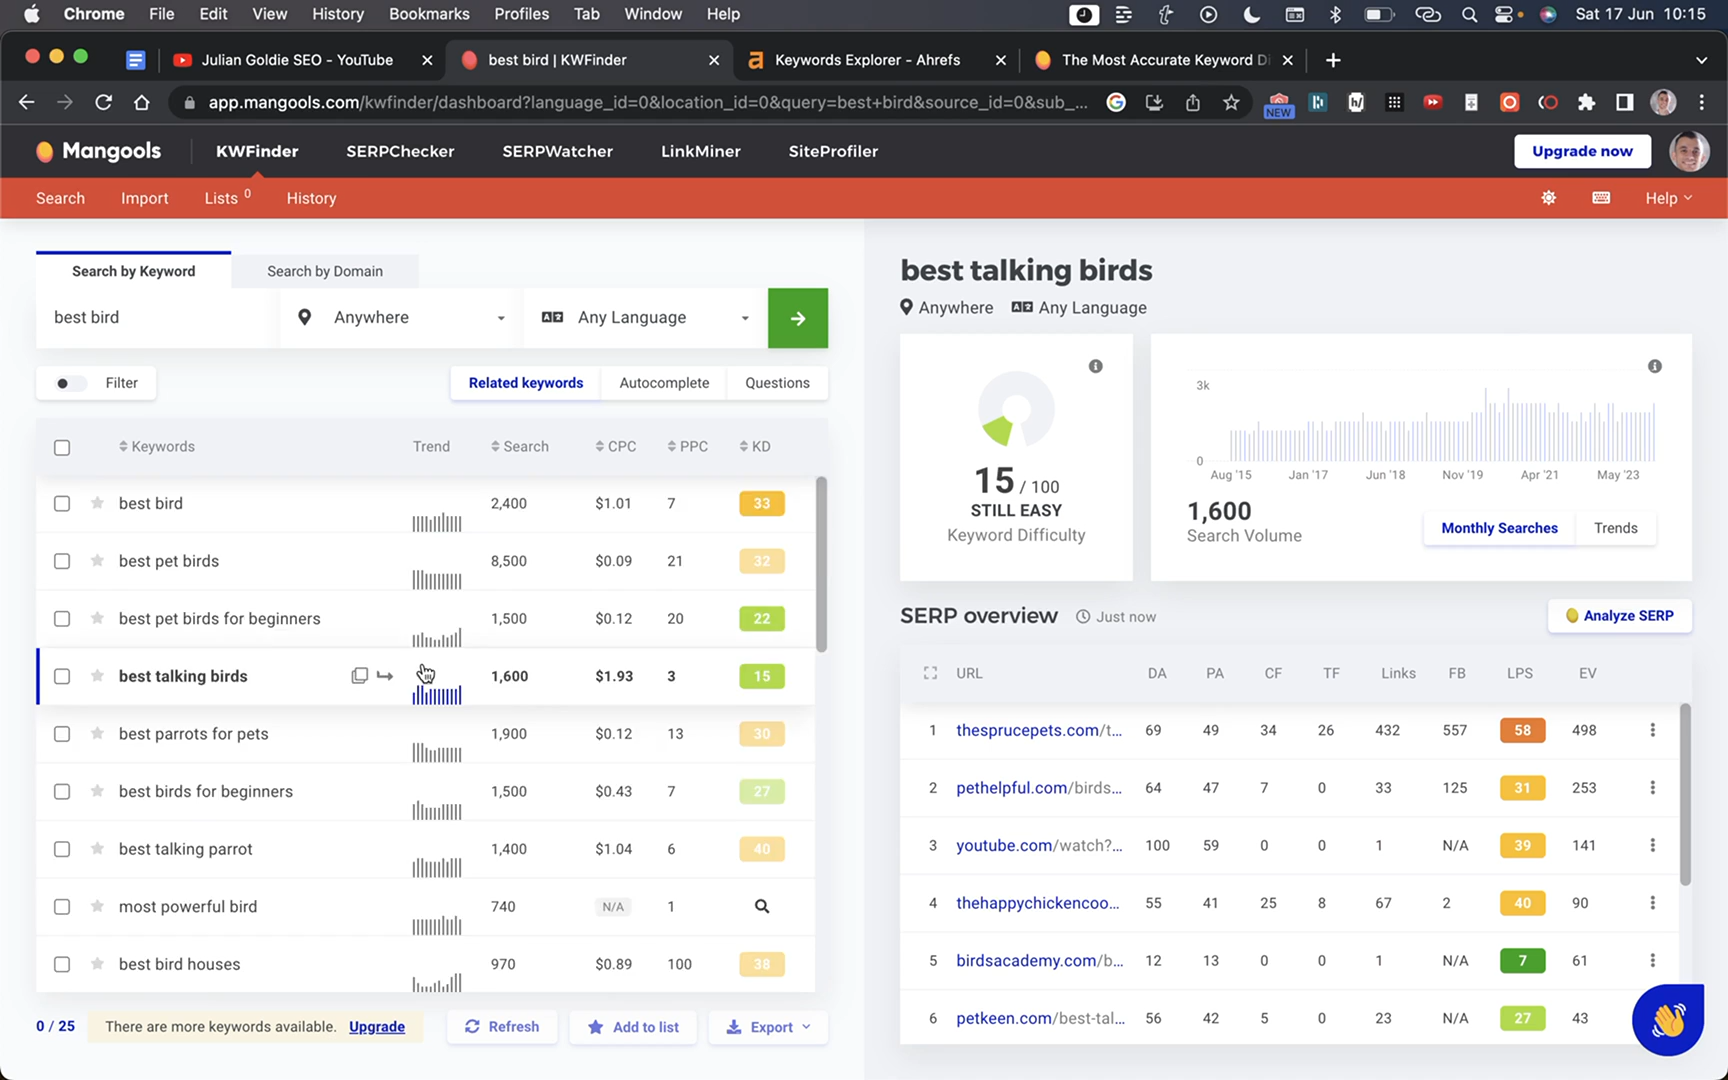 Chrome File Edit View History Bookmarks Profiles Tab Window Help Sat 17 Jun 10:15
Julian Goldie SEO - YouTube best bird | KWFinder Keywords Explorer - Ahrefs The Most Accurate Keyword Di
app.mangools.com/kwfinder/dashboard?language_id=0&location_id=0&query=best+bird&source_id=0&sub_... NEW
Mangools KWFinder SERPChecker SERPWatcher LinkMiner SiteProfiler Upgrade now
Search Import Lists 0 History Help
Search by Keyword Search by Domain
best bird Anywhere Any Language
Filter Related keywords Autocomplete Questions
Keywords Trend Search CPC PPC KD
best bird 2,400 $1.01 7 33
best pet birds 8,500 $0.09 21 32
best pet birds for beginners 1,500 $0.12 20 22
best talking birds 1,600 $1.93 3 15
best parrots for pets 1,900 $0.12 13 30
best birds for beginners 1,500 $0.43 7 27
best talking parrot 1,400 $1.04 6 40
most powerful bird 740 N/A 1
best bird houses 970 $0.89 100 38
0 / 25 There are more keywords available. Upgrade Refresh Add to list Export
best talking birds
Anywhere Any Language
15 / 100
STILL EASY
Keyword Difficulty
3k
0
Aug '15 Jan '17 Jun '18 Nov '19 Apr '21 May '23
1,600
Search Volume
Monthly Searches Trends
SERP overview Just now Analyze SERP
URL DA PA CF TF Links FB LPS EV
1 thesprucepets.com/t... 69 49 34 26 432 557 58 498
2 pethelpful.com/birds... 64 47 7 0 33 125 31 253
3 youtube.com/watch?... 100 59 0 0 1 N/A 39 141
4 thehappychickencoo... 55 41 25 8 67 2 40 90
5 birdsacademy.com/b... 12 13 0 0 1 N/A 7 61
6 petkeen.com/best-tal... 56 42 5 0 23 N/A 27 43